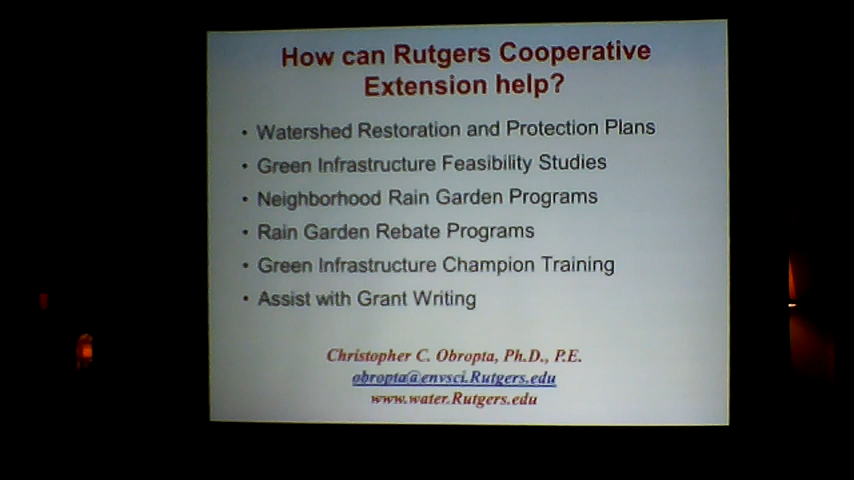 How can Rutgers Cooperative
Extension help?
• Watershed Restoration and Protection Plans
• Green Infrastructure Feasibility Studies
• Neighborhood Rain Garden Programs
• Rain Garden Rebate Programs
• Green Infrastructure Champion Training
• Assist with Grant Writing
Christopher C. Obropta, Ph.D., P.E.
obropta@envsci.Rutgers.edu
www.water.Rutgers.edu